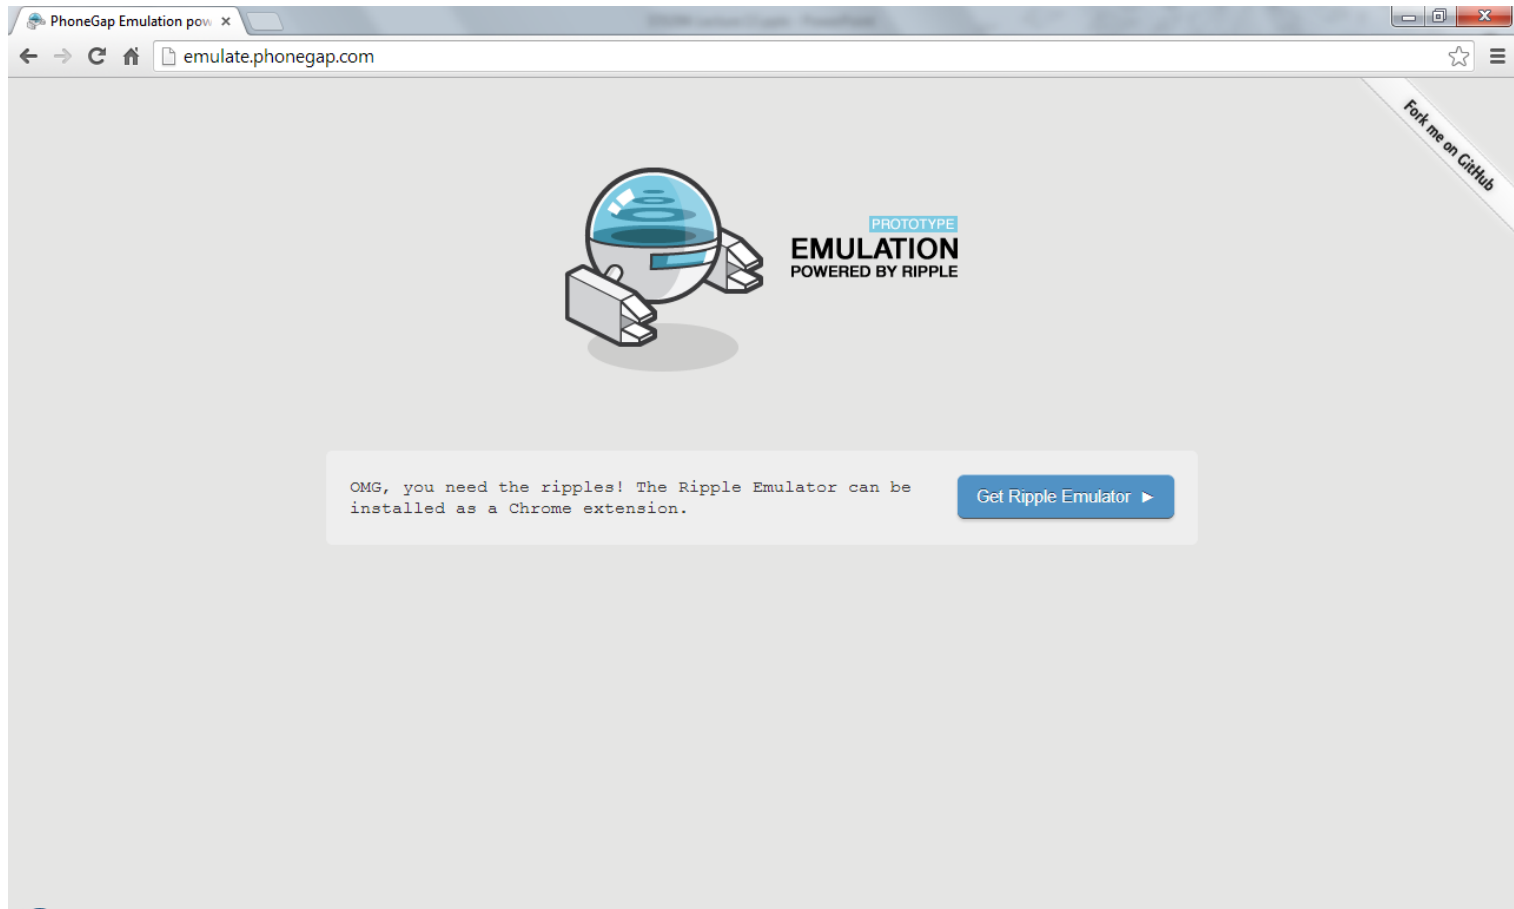 PhoneGap Emulation pow
emulate.phonegap.com
Fork me on GitHub
PROTOTYPE
EMULATION
POWERED BY RIPPLE
OMG, you need the ripples! The Ripple Emulator can be
installed as a Chrome extension.
Get Ripple Emulator